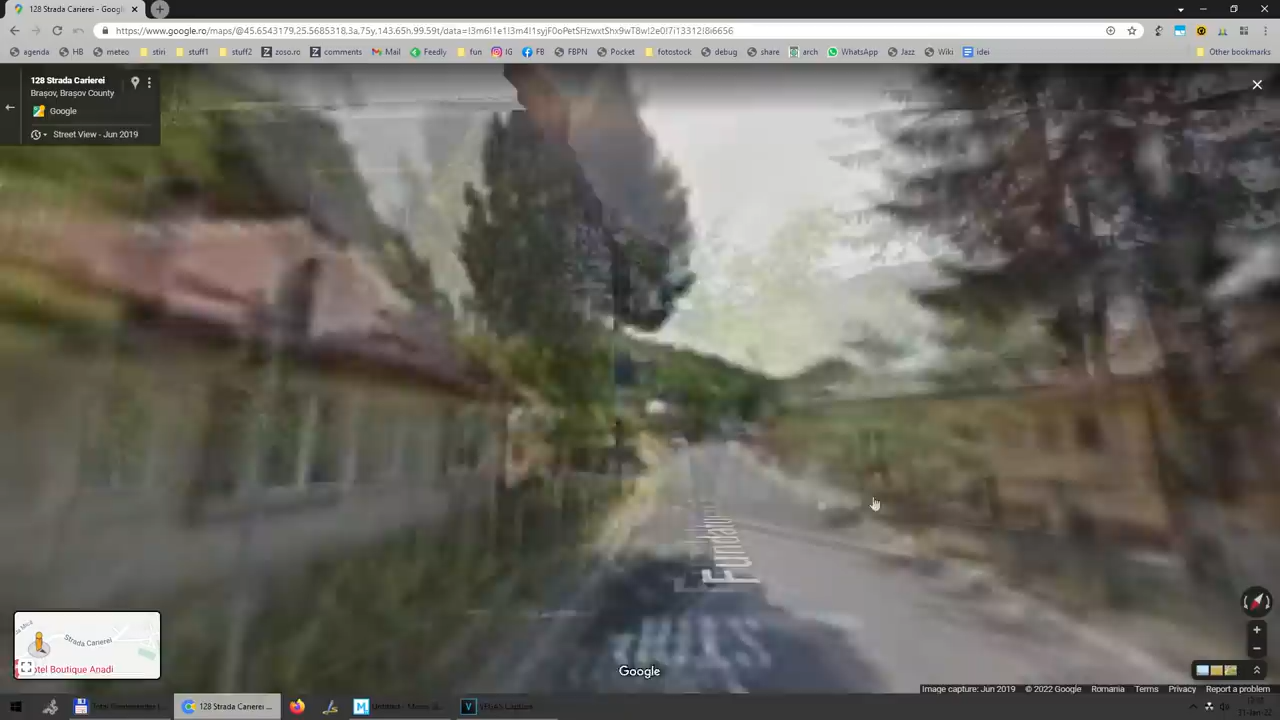 128 Strada Carierei - Googl
https://www.google.ro/maps/@45.6543179,25.5685318,3a,75y,143.65h,99.59t/data=!3m6!1e1!3m4!1syjF0oPetSHzwxtShx9wT8w!2e0!7i13312!8i6656
agenda HB meteo stiri stuff1 stuff2 zoso.ro comments Mail Feedly fun IG FB FBPN Pocket fotostock debug share arch WhatsApp Jazz Wiki idei Other bookmarks
128 Strada Carierei
Brașov, Brașov County
Google
Street View - Jun 2019
Strada Carierei
Hotel Boutique Anadi
Google
Image capture: Jun 2019 © 2022 Google Romania Terms Privacy Report a problem
128 Strada Carierei ...
VEGAS Capture